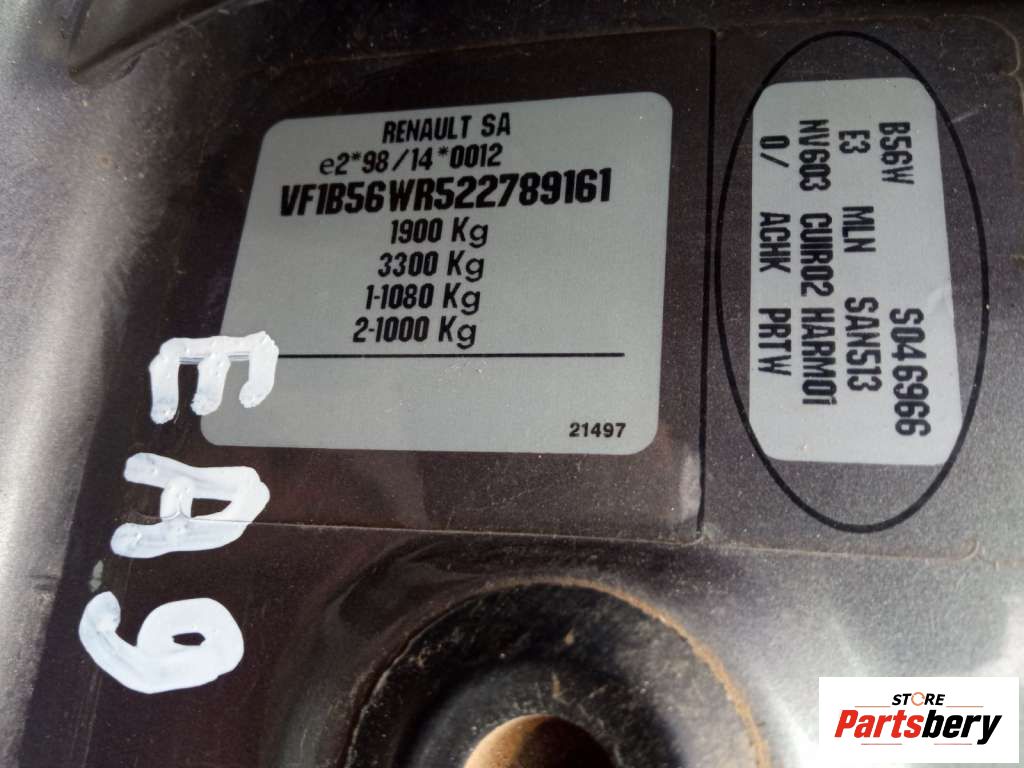 RENAULT SA
e2*98/14*0012
VF1B56WR522789161
1900 Kg
3300 Kg
1-1080 Kg
2-1000 Kg
21497
B56W S046966
E3 MLN SAN513
NV603 CUIR02 HARM01
0/ ACHK PRTW
EA9
STORE
Partsbery